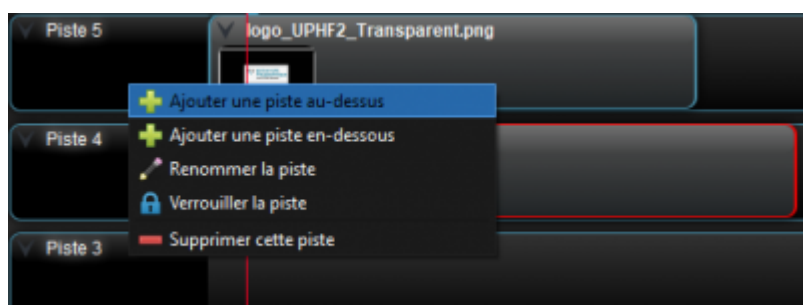 Piste 5
logo_UPHF2_Transparent.png
Ajouter une piste au-dessus
Ajouter une piste en-dessous
Piste 4
Renommer la piste
Verrouiller la piste
Supprimer cette piste
Piste 3